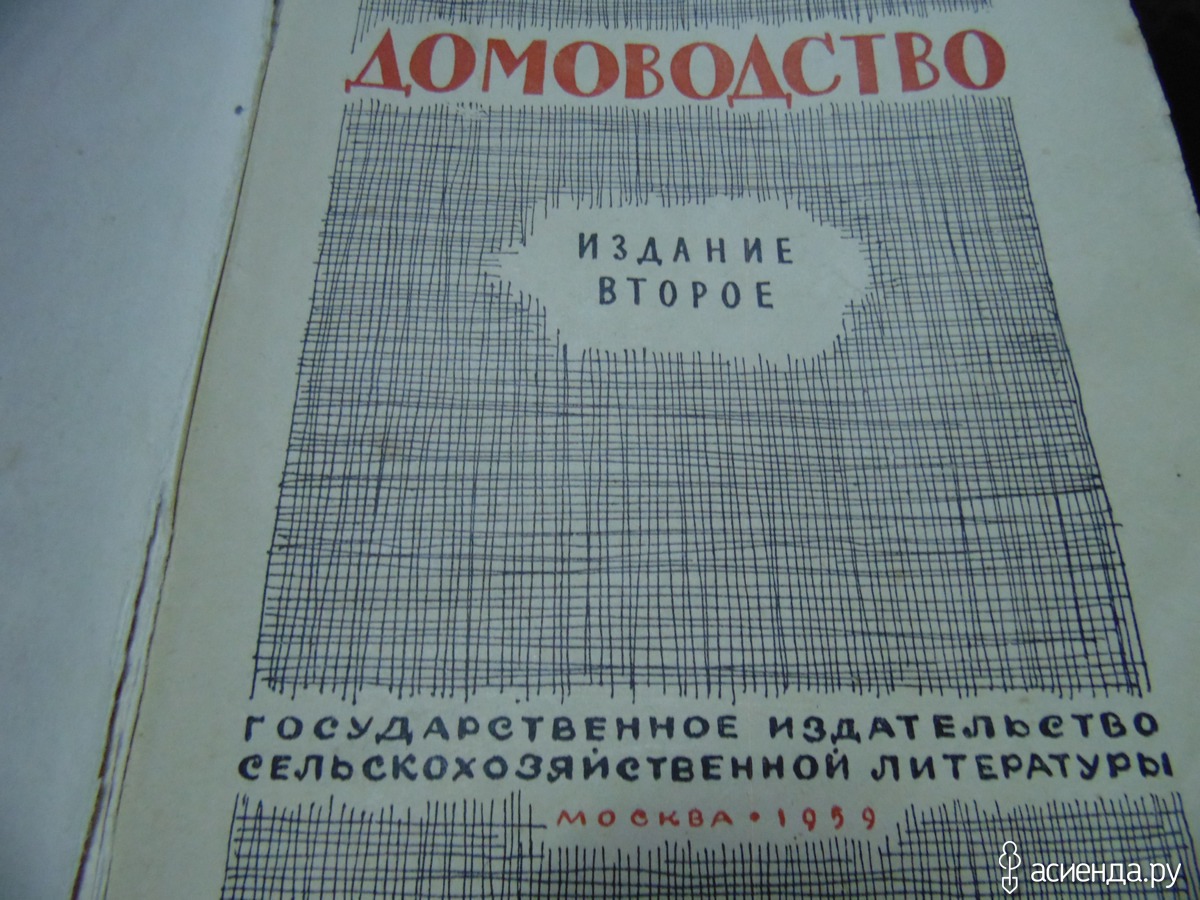 ДОМОВОДСТВО
ИЗДАНИЕ
ВТОРОЕ
ГОСУДАРСТВЕННОЕ ИЗДАТЕЛЬСТВО
СЕЛЬСКОХОЗЯЙСТВЕННОЙ ЛИТЕРАТУРЫ
МОСКВА • 1959
асиенда.ру